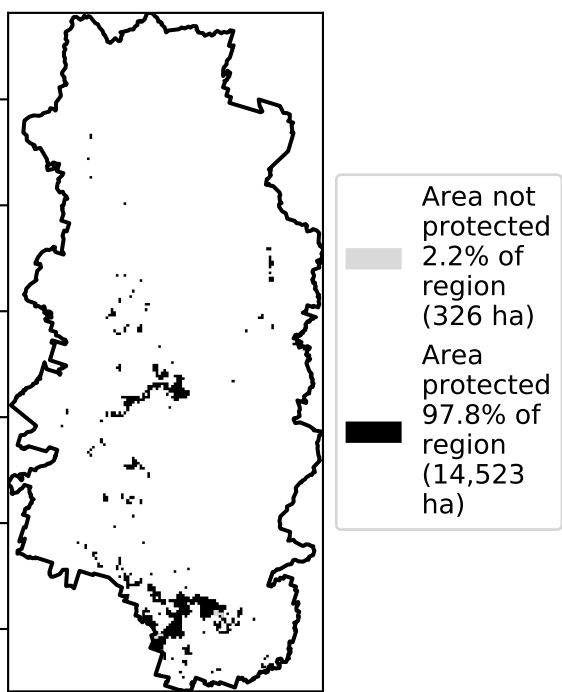 Area not
protected
2.2% of
region
(326 ha)
Area
protected
97.8% of
region
(14,523
ha)